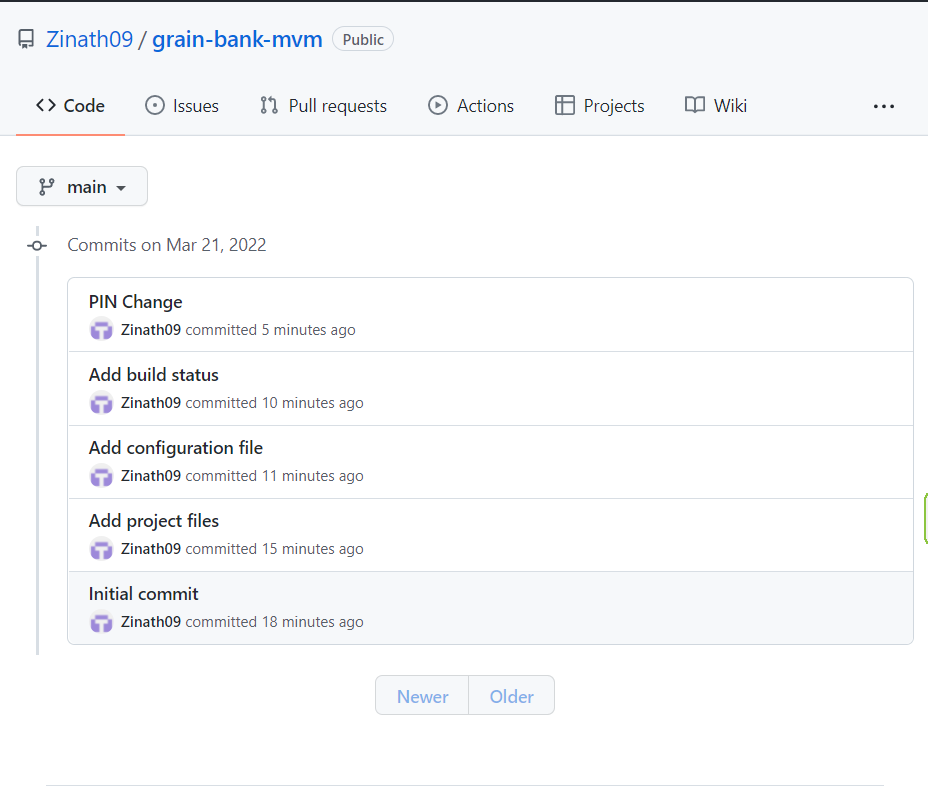 Zinath09 / grain-bank-mvm Public
Code Issues Pull requests Actions Projects Wiki
main
Commits on Mar 21, 2022
PIN Change
Zinath09 committed 5 minutes ago
Add build status
Zinath09 committed 10 minutes ago
Add configuration file
Zinath09 committed 11 minutes ago
Add project files
Zinath09 committed 15 minutes ago
Initial commit
Zinath09 committed 18 minutes ago
Newer Older